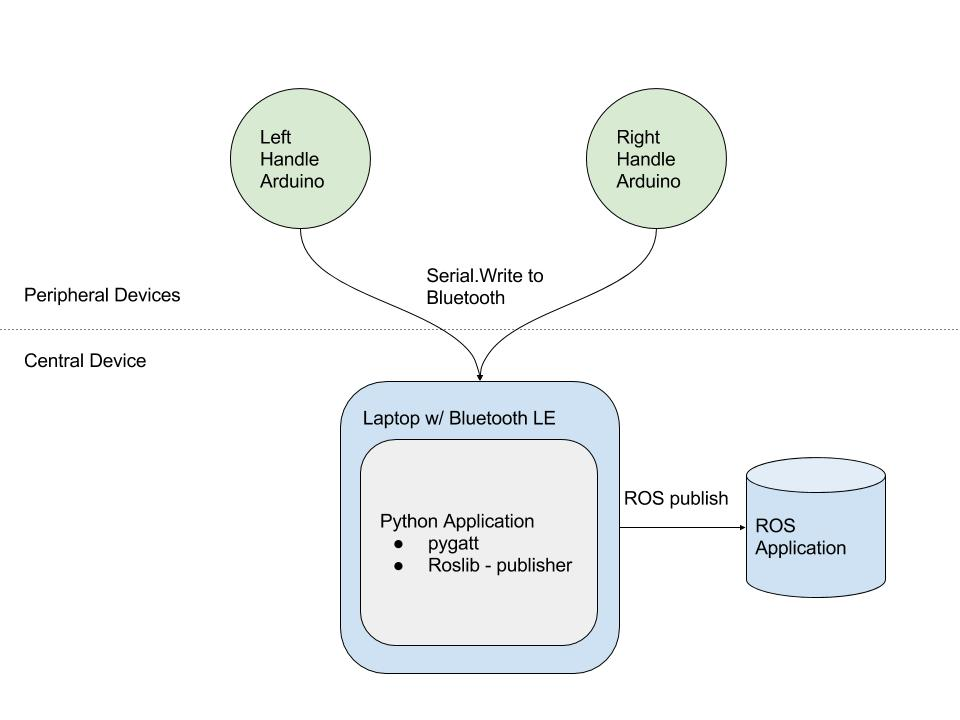 Left
Handle
Arduino
Right
Handle
Arduino
Serial.Write to
Bluetooth
Peripheral Devices
Central Device
Laptop w/ Bluetooth LE
ROS publish
Python Application
● pygatt
● Roslib - publisher
ROS
Application